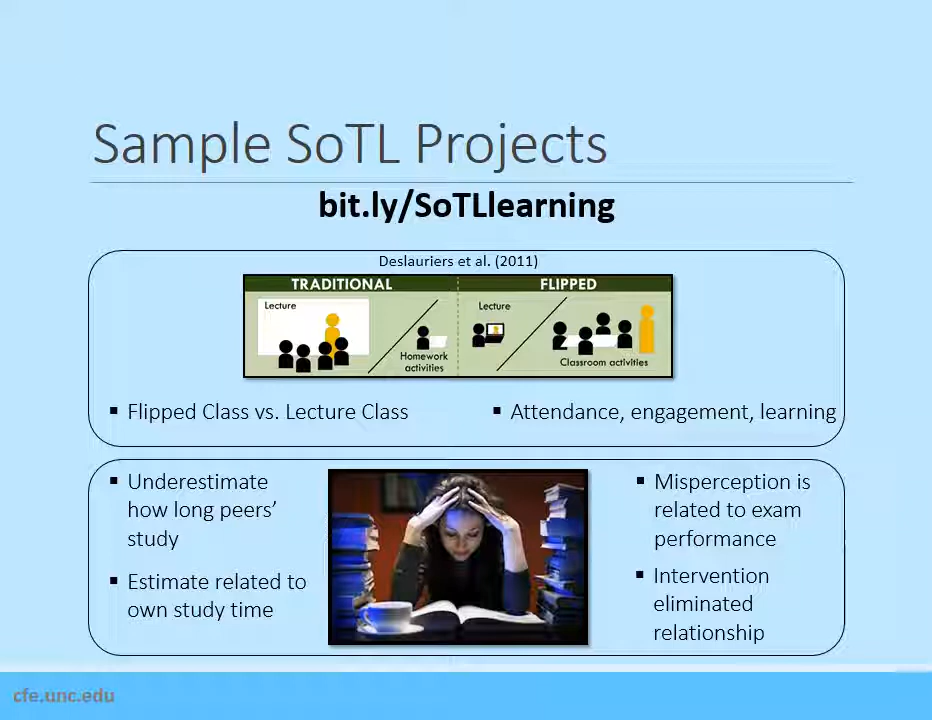 Sample SoTL Projects
bit.ly/SoTLlearning
Deslauriers et al. (2011)
TRADITIONAL
FLIPPED
Lecture
Homework
activities
Lecture
Classroom activities
▪ Flipped Class vs. Lecture Class
▪ Attendance, engagement, learning
▪ Underestimate
how long peers’
study
▪ Estimate related to
own study time
▪ Misperception is
related to exam
performance
▪ Intervention
eliminated
relationship
cfe.unc.edu